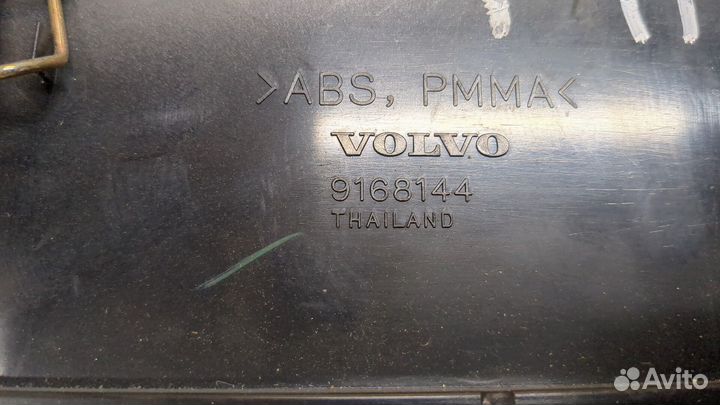 >ABS, PMMA<
VOLVO
9168144
THAILAND
Avito